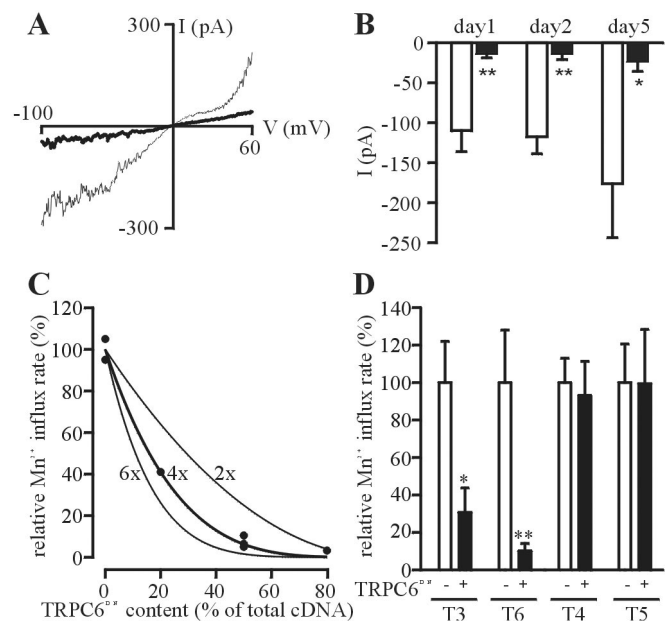 A
300
I (pA)
-100
V (mV)
60
-300
B
day1
day2
day5
0
-50
-100
-150
-200
-250
I (pA)
**
**
*
C
120
100
80
60
40
20
0
relative Mn²⁺ influx rate (%)
6x
4x
2x
0
20
40
60
80
TRPC6ᴰᴺ content (% of total cDNA)
D
140
120
100
80
60
40
20
0
relative Mn²⁺ influx rate (%)
*
**
TRPC6ᴰᴺ - + - + - + - +
T3
T6
T4
T5